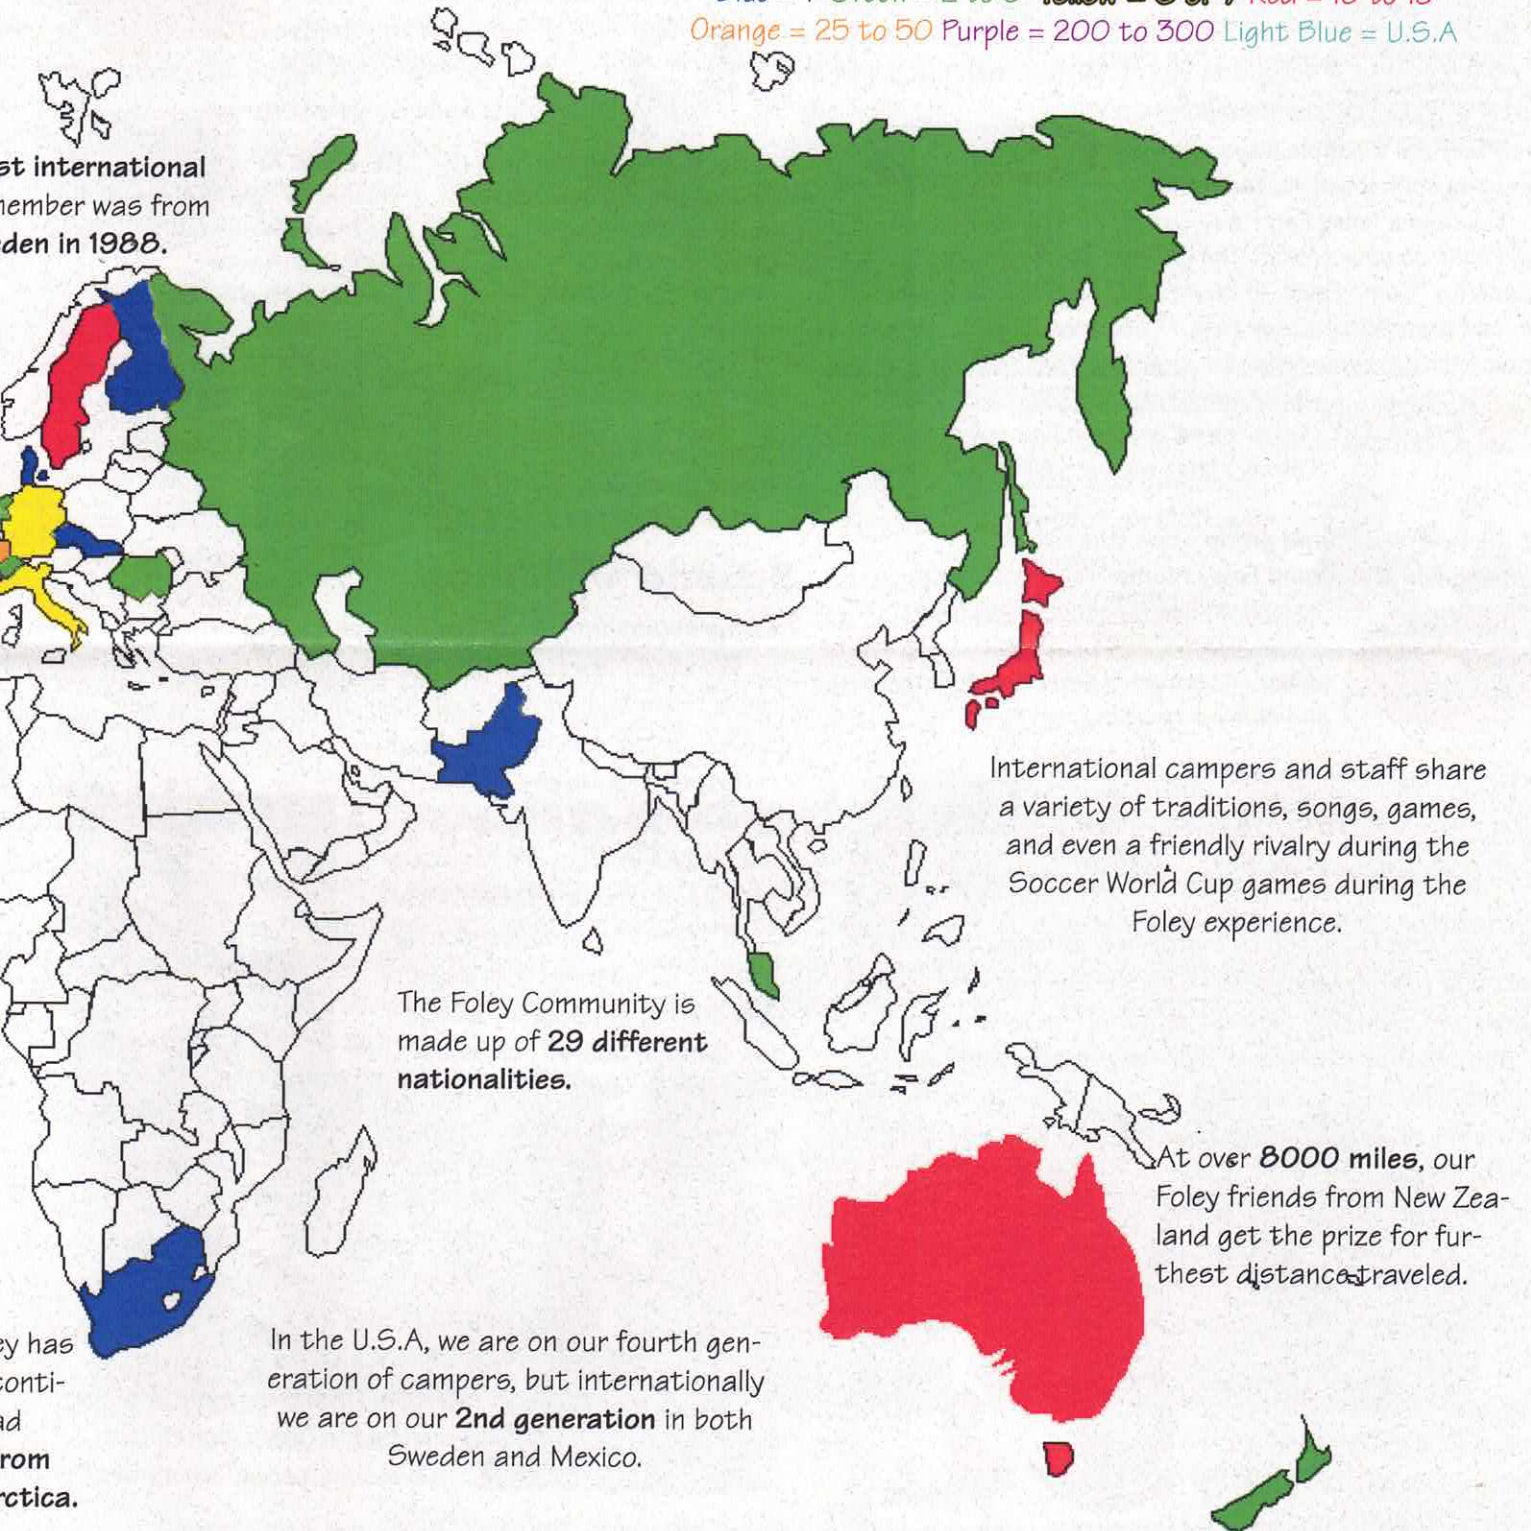 Orange = 25 to 50 Purple = 200 to 300 Light Blue = U.S.A
st international
member was from
den in 1988.
International campers and staff share
a variety of traditions, songs, games,
and even a friendly rivalry during the
Soccer World Cup games during the
Foley experience.
The Foley Community is
made up of 29 different
nationalities.
At over 8000 miles, our
Foley friends from New Zea-
land get the prize for fur-
thest distance traveled.
ey has
conti-
ad
rom
rctica.
In the U.S.A, we are on our fourth gen-
eration of campers, but internationally
we are on our 2nd generation in both
Sweden and Mexico.